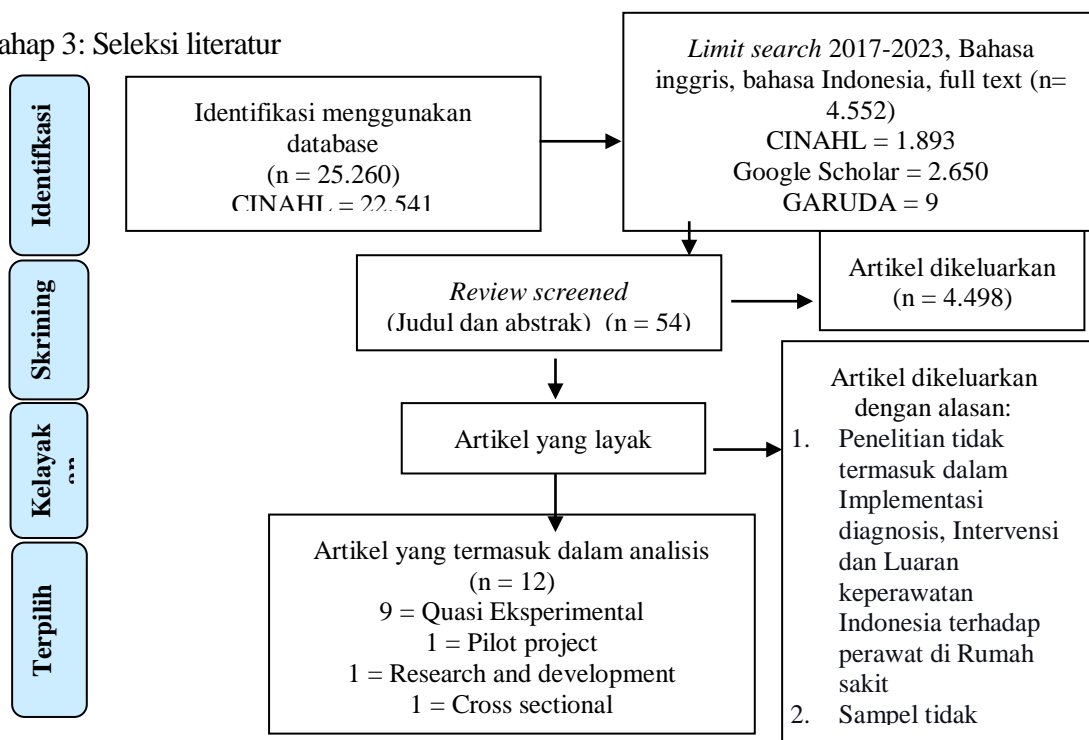 ahap 3: Seleksi literatur
Identifkasi
Identifikasi menggunakan
database
(n = 25.260)
CINAHL = 22.541
Limit search 2017-2023, Bahasa
inggris, bahasa Indonesia, full text (n=
4.552)
CINAHL = 1.893
Google Scholar = 2.650
GARUDA = 9
Skrining
Review screened
(Judul dan abstrak) (n = 54)
Artikel dikeluarkan
(n = 4.498)
Kelayak
an
Artikel yang layak
Artikel dikeluarkan
dengan alasan:
1. Penelitian tidak
termasuk dalam
Implementasi
diagnosis, Intervensi
dan Luaran
keperawatan
Indonesia terhadap
perawat di Rumah
sakit
2. Sampel tidak
Terpilih
Artikel yang termasuk dalam analisis
(n = 12)
9 = Quasi Eksperimental
1 = Pilot project
1 = Research and development
1 = Cross sectional